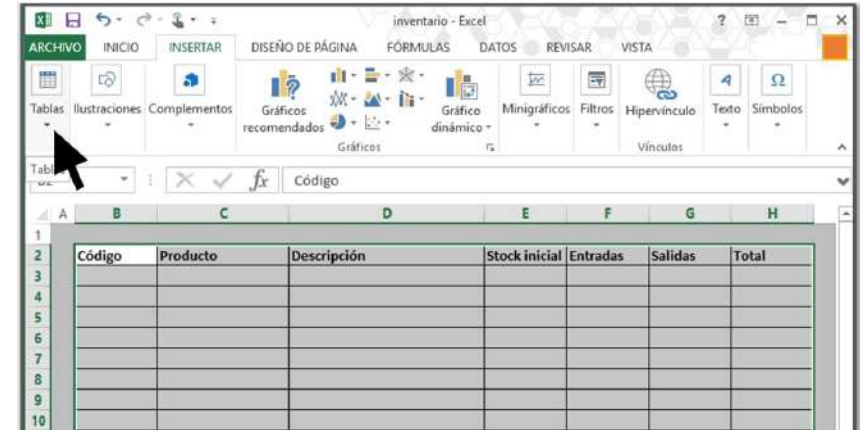 inventario - Excel
ARCHIVO INICIO INSERTAR DISEÑO DE PÁGINA FÓRMULAS DATOS REVISAR VISTA
Tablas Ilustraciones Complementos Gráficos recomendados Gráfico dinámico Minigráficos Filtros Hipervínculo Texto Símbolos
Gráficos Vínculos
fx Código
A B C D E F G H
1
2 Código Producto Descripción Stock inicial Entradas Salidas Total
3
4
5
6
7
8
9
10